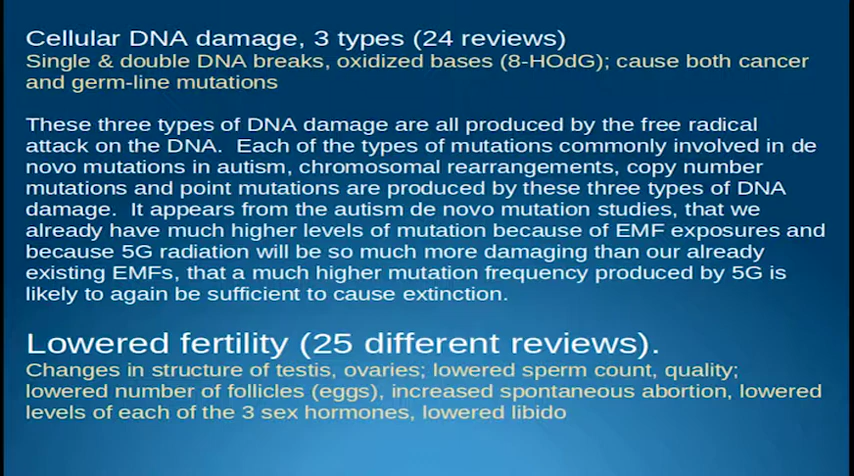 Cellular DNA damage, 3 types (24 reviews)
Single & double DNA breaks, oxidized bases (8-HOdG); cause both cancer
and germ-line mutations
These three types of DNA damage are all produced by the free radical
attack on the DNA.  Each of the types of mutations commonly involved in de
novo mutations in autism, chromosomal rearrangements, copy number
mutations and point mutations are produced by these three types of DNA
damage.  It appears from the autism de novo mutation studies, that we
already have much higher levels of mutation because of EMF exposures and
because 5G radiation will be so much more damaging than our already
existing EMFs, that a much higher mutation frequency produced by 5G is
likely to again be sufficient to cause extinction.
Lowered fertility (25 different reviews).
Changes in structure of testis, ovaries; lowered sperm count, quality;
lowered number of follicles (eggs), increased spontaneous abortion, lowered
levels of each of the 3 sex hormones, lowered libido